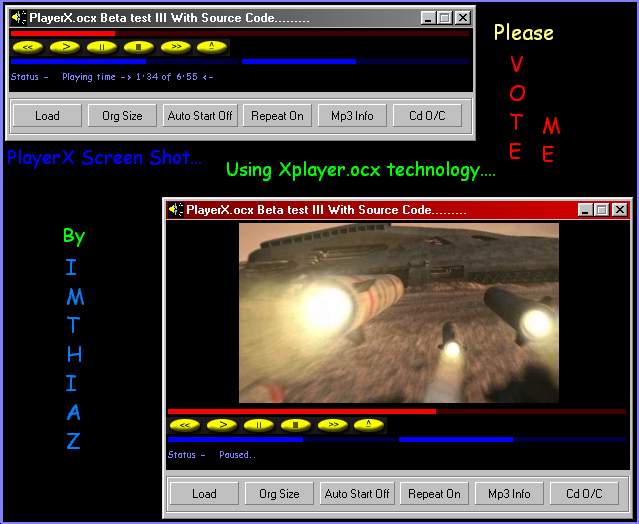 PlayerX.ocx Beta test III With Source Code.........
<< > || ■ >> ^
Status - Playing time -> 1:34 of 6:55 <-
Load Org Size Auto Start Off Repeat On Mp3 Info Cd O/C
Please
VOTE
ME
PlayerX Screen Shot...
Using Xplayer.ocx technology....
By
IMTHIAZ
PlayerX.ocx Beta test III With Source Code.........
<< > || ■ >> ^
Status - Paused..
Load Org Size Auto Start Off Repeat On Mp3 Info Cd O/C